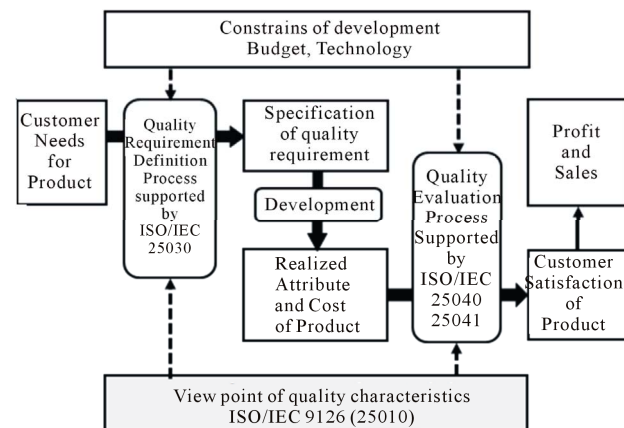 Constrains of development
Budget, Technology
Customer
Needs
for
Product
Quality
Requirement
Definition
Process
supported
by
ISO/IEC
25030
Specification
of quality
requirement
Development
Realized
Attribute
and Cost
of Product
Quality
Evaluation
Process
Supported
by
ISO/IEC
25040
25041
Profit
and
Sales
Customer
Satisfaction
of
Product
View point of quality characteristics
ISO/IEC 9126 (25010)